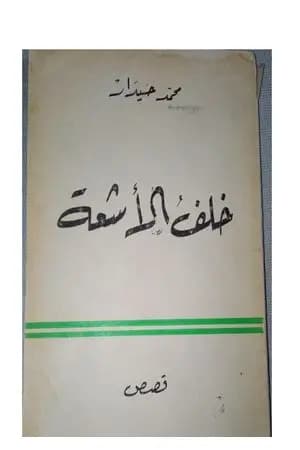 محمد حيدار
خلف الأشعة
قصص